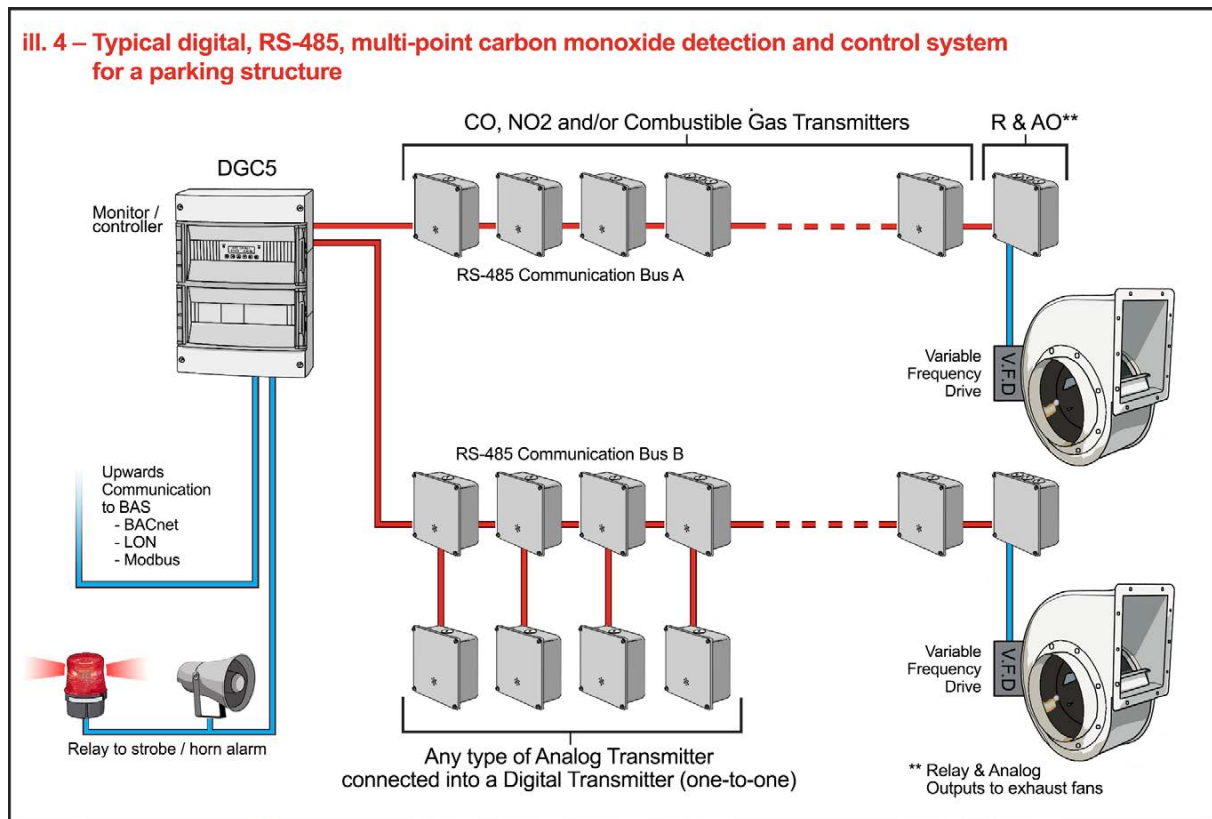 ill. 4 – Typical digital, RS-485, multi-point carbon monoxide detection and control system
for a parking structure
CO, NO2 and/or Combustible Gas Transmitters
R & AO**
DGC5
Monitor /
controller
RS-485 Communication Bus A
Variable
Frequency
Drive
V.F.D
RS-485 Communication Bus B
Upwards
Communication
to BAS
- BACnet
- LON
- Modbus
Variable
Frequency
Drive
V.F.D
Relay to strobe / horn alarm
Any type of Analog Transmitter
connected into a Digital Transmitter (one-to-one)
** Relay & Analog
Outputs to exhaust fans